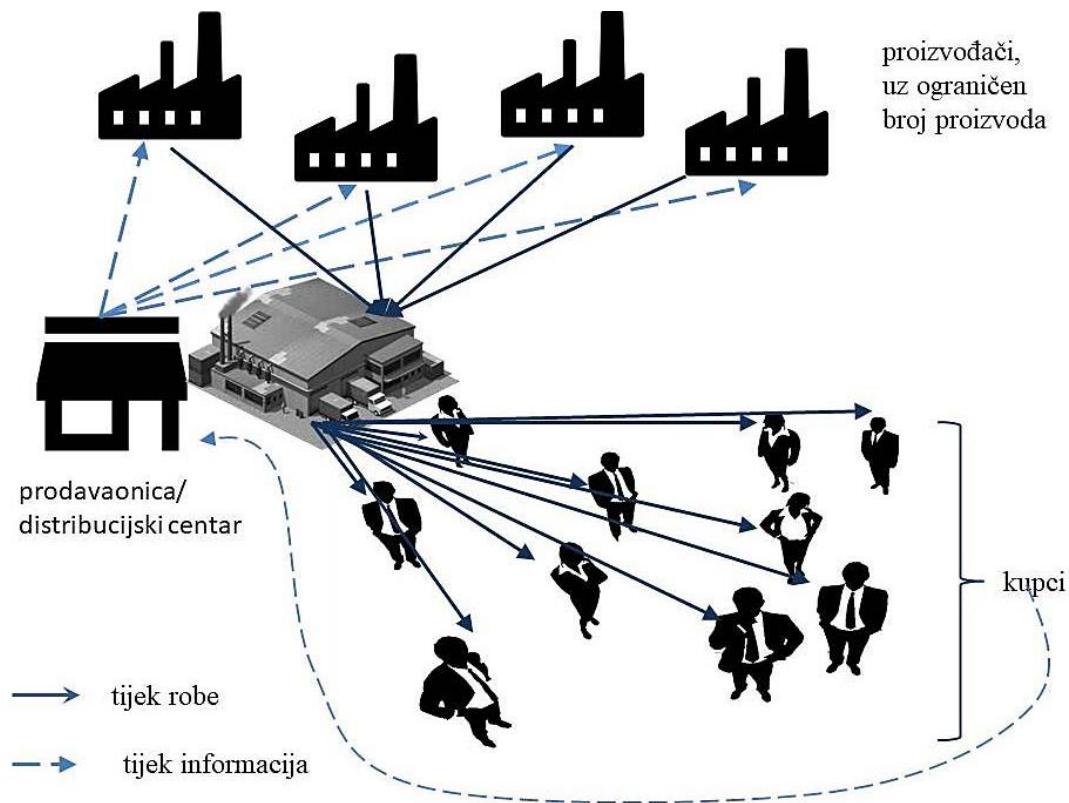 proizvođači,
uz ograničen
broj proizvoda
prodavaonica/
distribucijski centar
kupci
tijek robe
tijek informacija